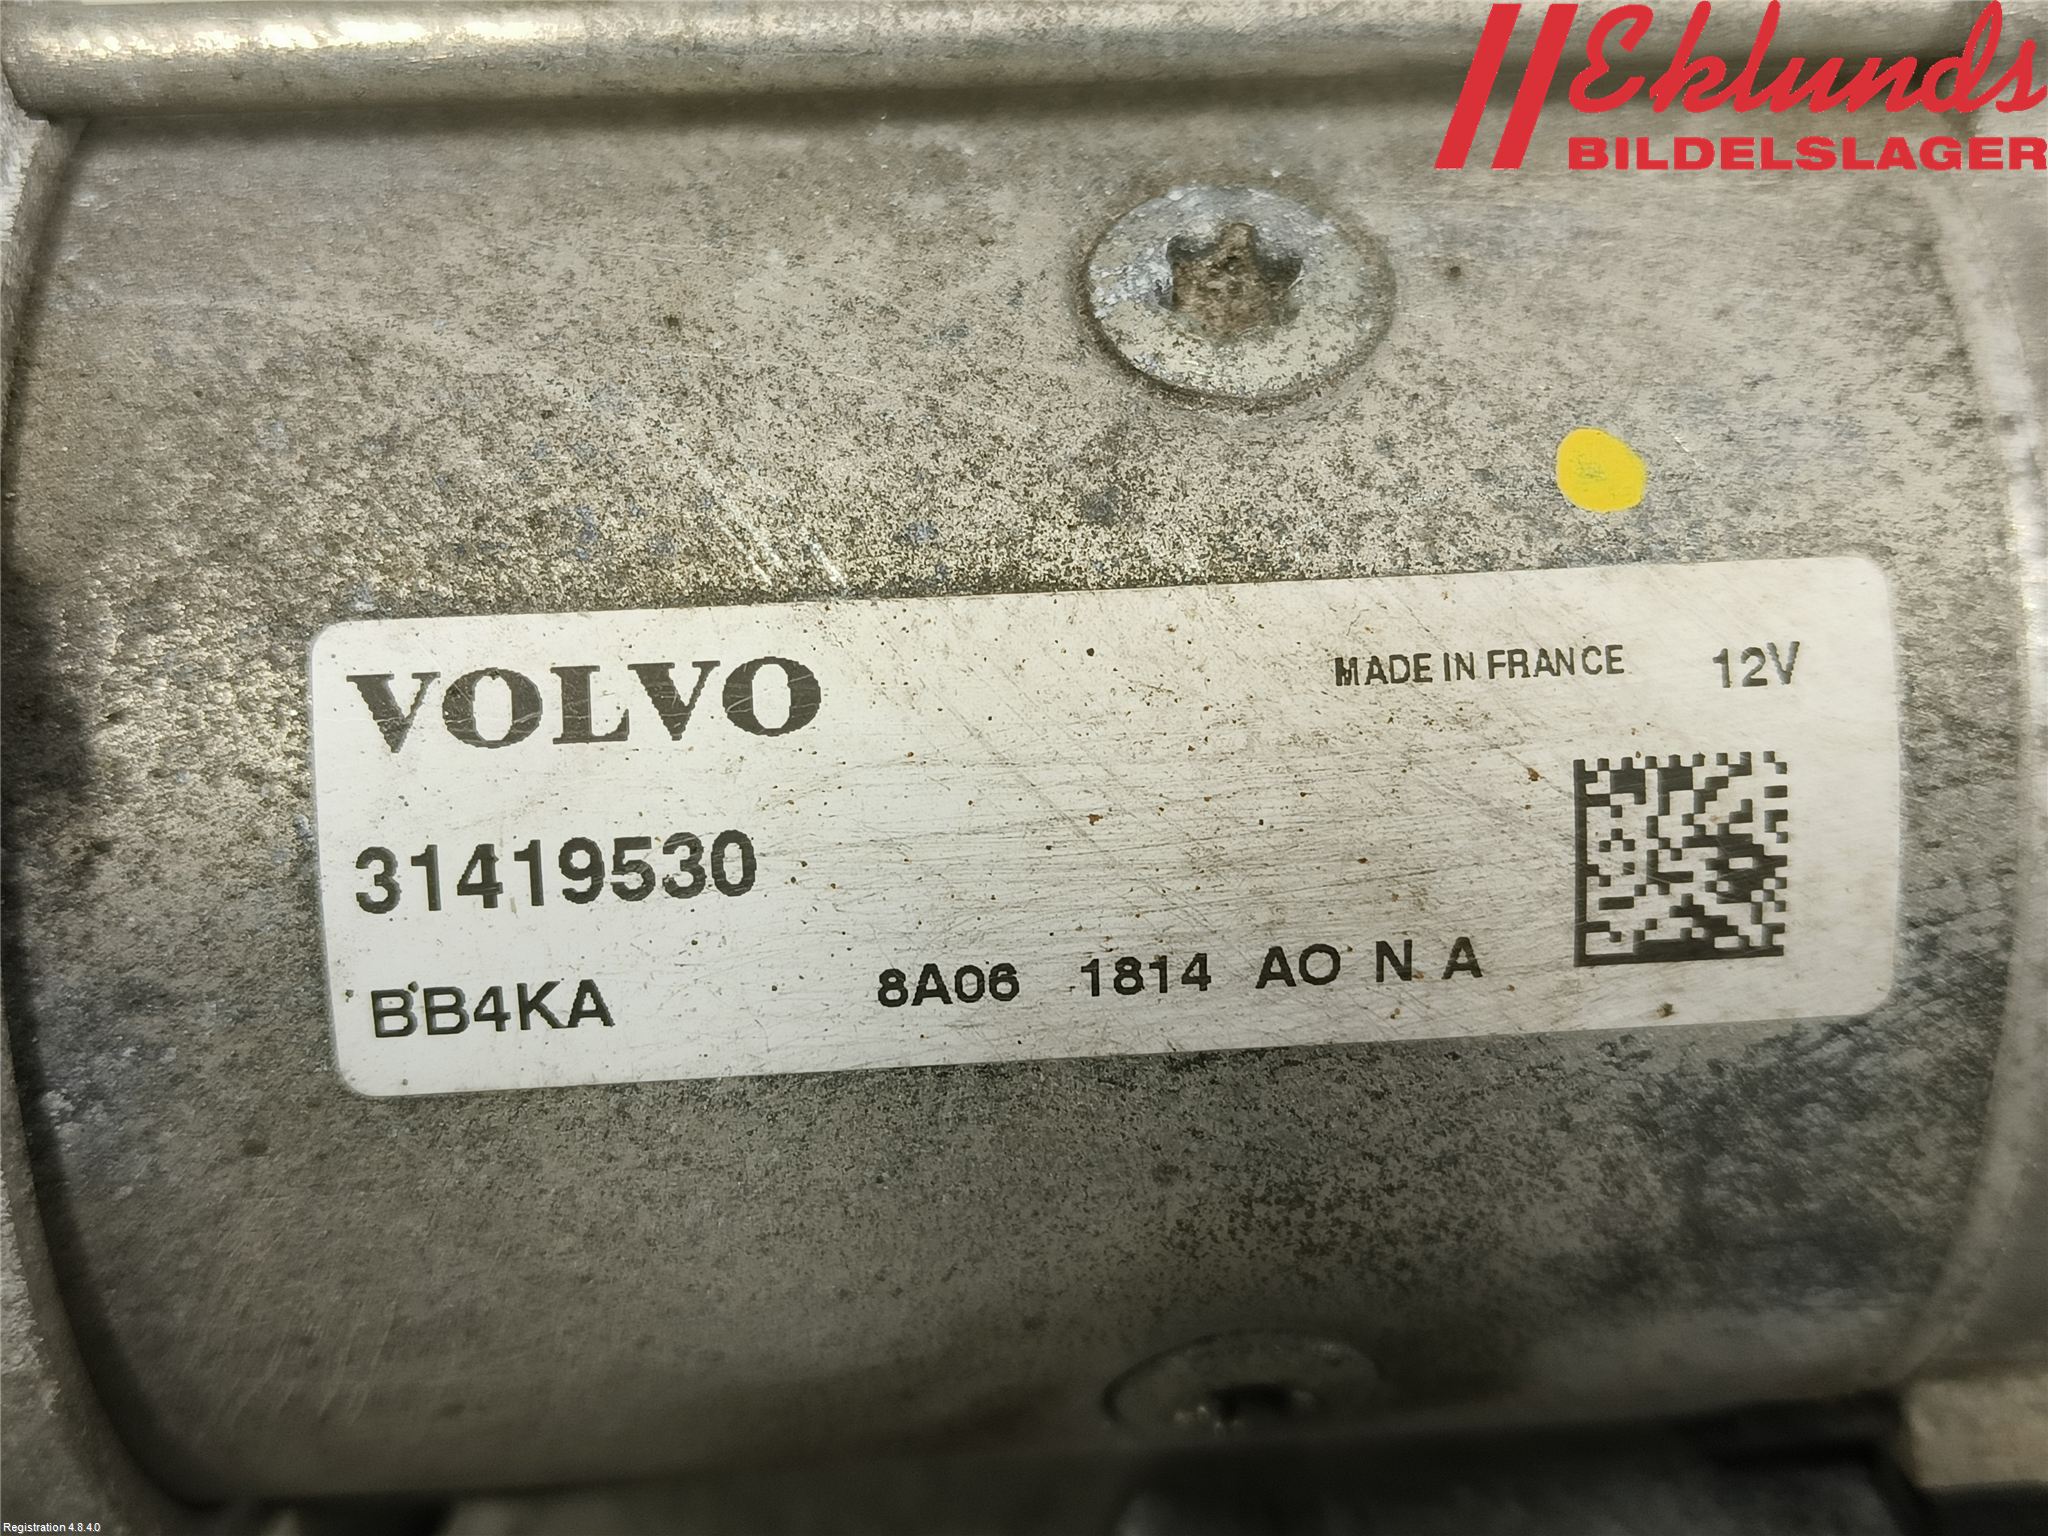 Eklunds
BILDELSLAGER
VOLVO
MADE IN FRANCE 12V
31419530
BB4KA 8A06 1814 AO N A
Registration 4.8.4.0